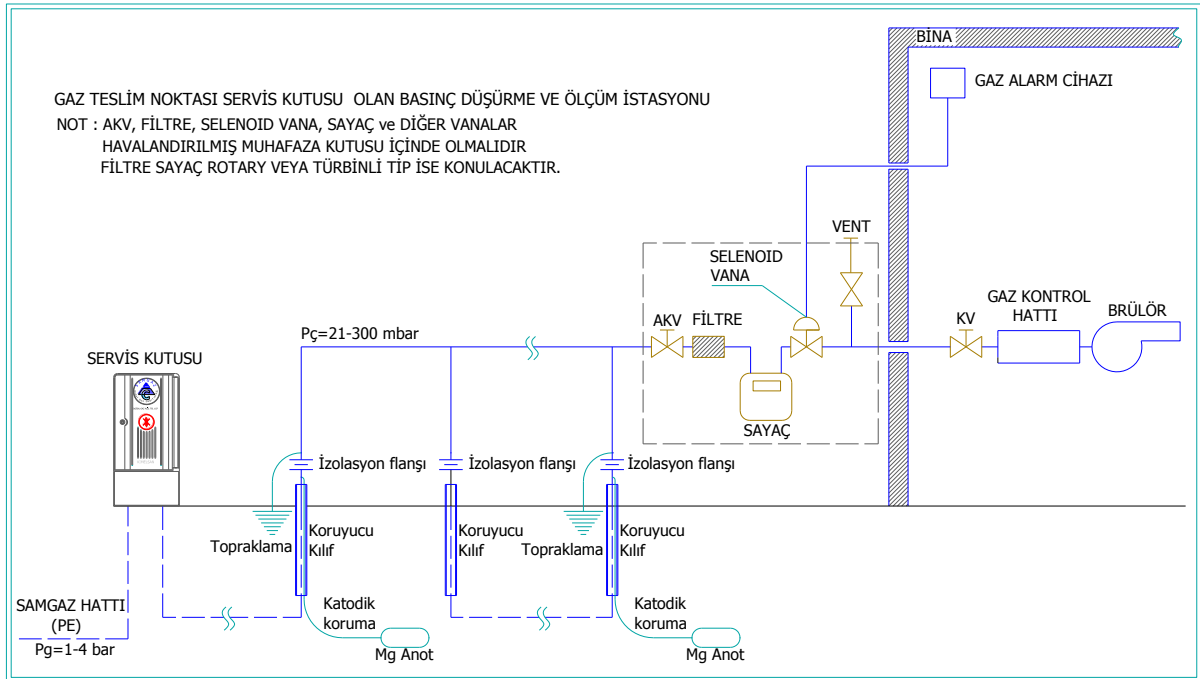 BİNA
GAZ ALARM CİHAZI
GAZ TESLİM NOKTASI SERVİS KUTUSU OLAN BASINÇ DÜŞÜRME VE ÖLÇÜM İSTASYONU
NOT : AKV, FİLTRE, SELENOID VANA, SAYAÇ ve DİĞER VANALAR
HAVALANDIRILMIŞ MUHAFAZA KUTUSU İÇİNDE OLMALIDIR
FİLTRE SAYAÇ ROTARY VEYA TÜRBİNLİ TİP İSE KONULACAKTIR.
VENT
SELENOID
VANA
GAZ KONTROL
HATTI
BRÜLÖR
AKV
FİLTRE
KV
Pç=21-300 mbar
SERVİS KUTUSU
SAYAÇ
İzolasyon flanşı
İzolasyon flanşı
İzolasyon flanşı
Topraklama
Koruyucu
Kılıf
Koruyucu
Kılıf
Topraklama
Koruyucu
Kılıf
SAMGAZ HATTI
(PE)
Pg=1-4 bar
Katodik
koruma
Mg Anot
Katodik
koruma
Mg Anot